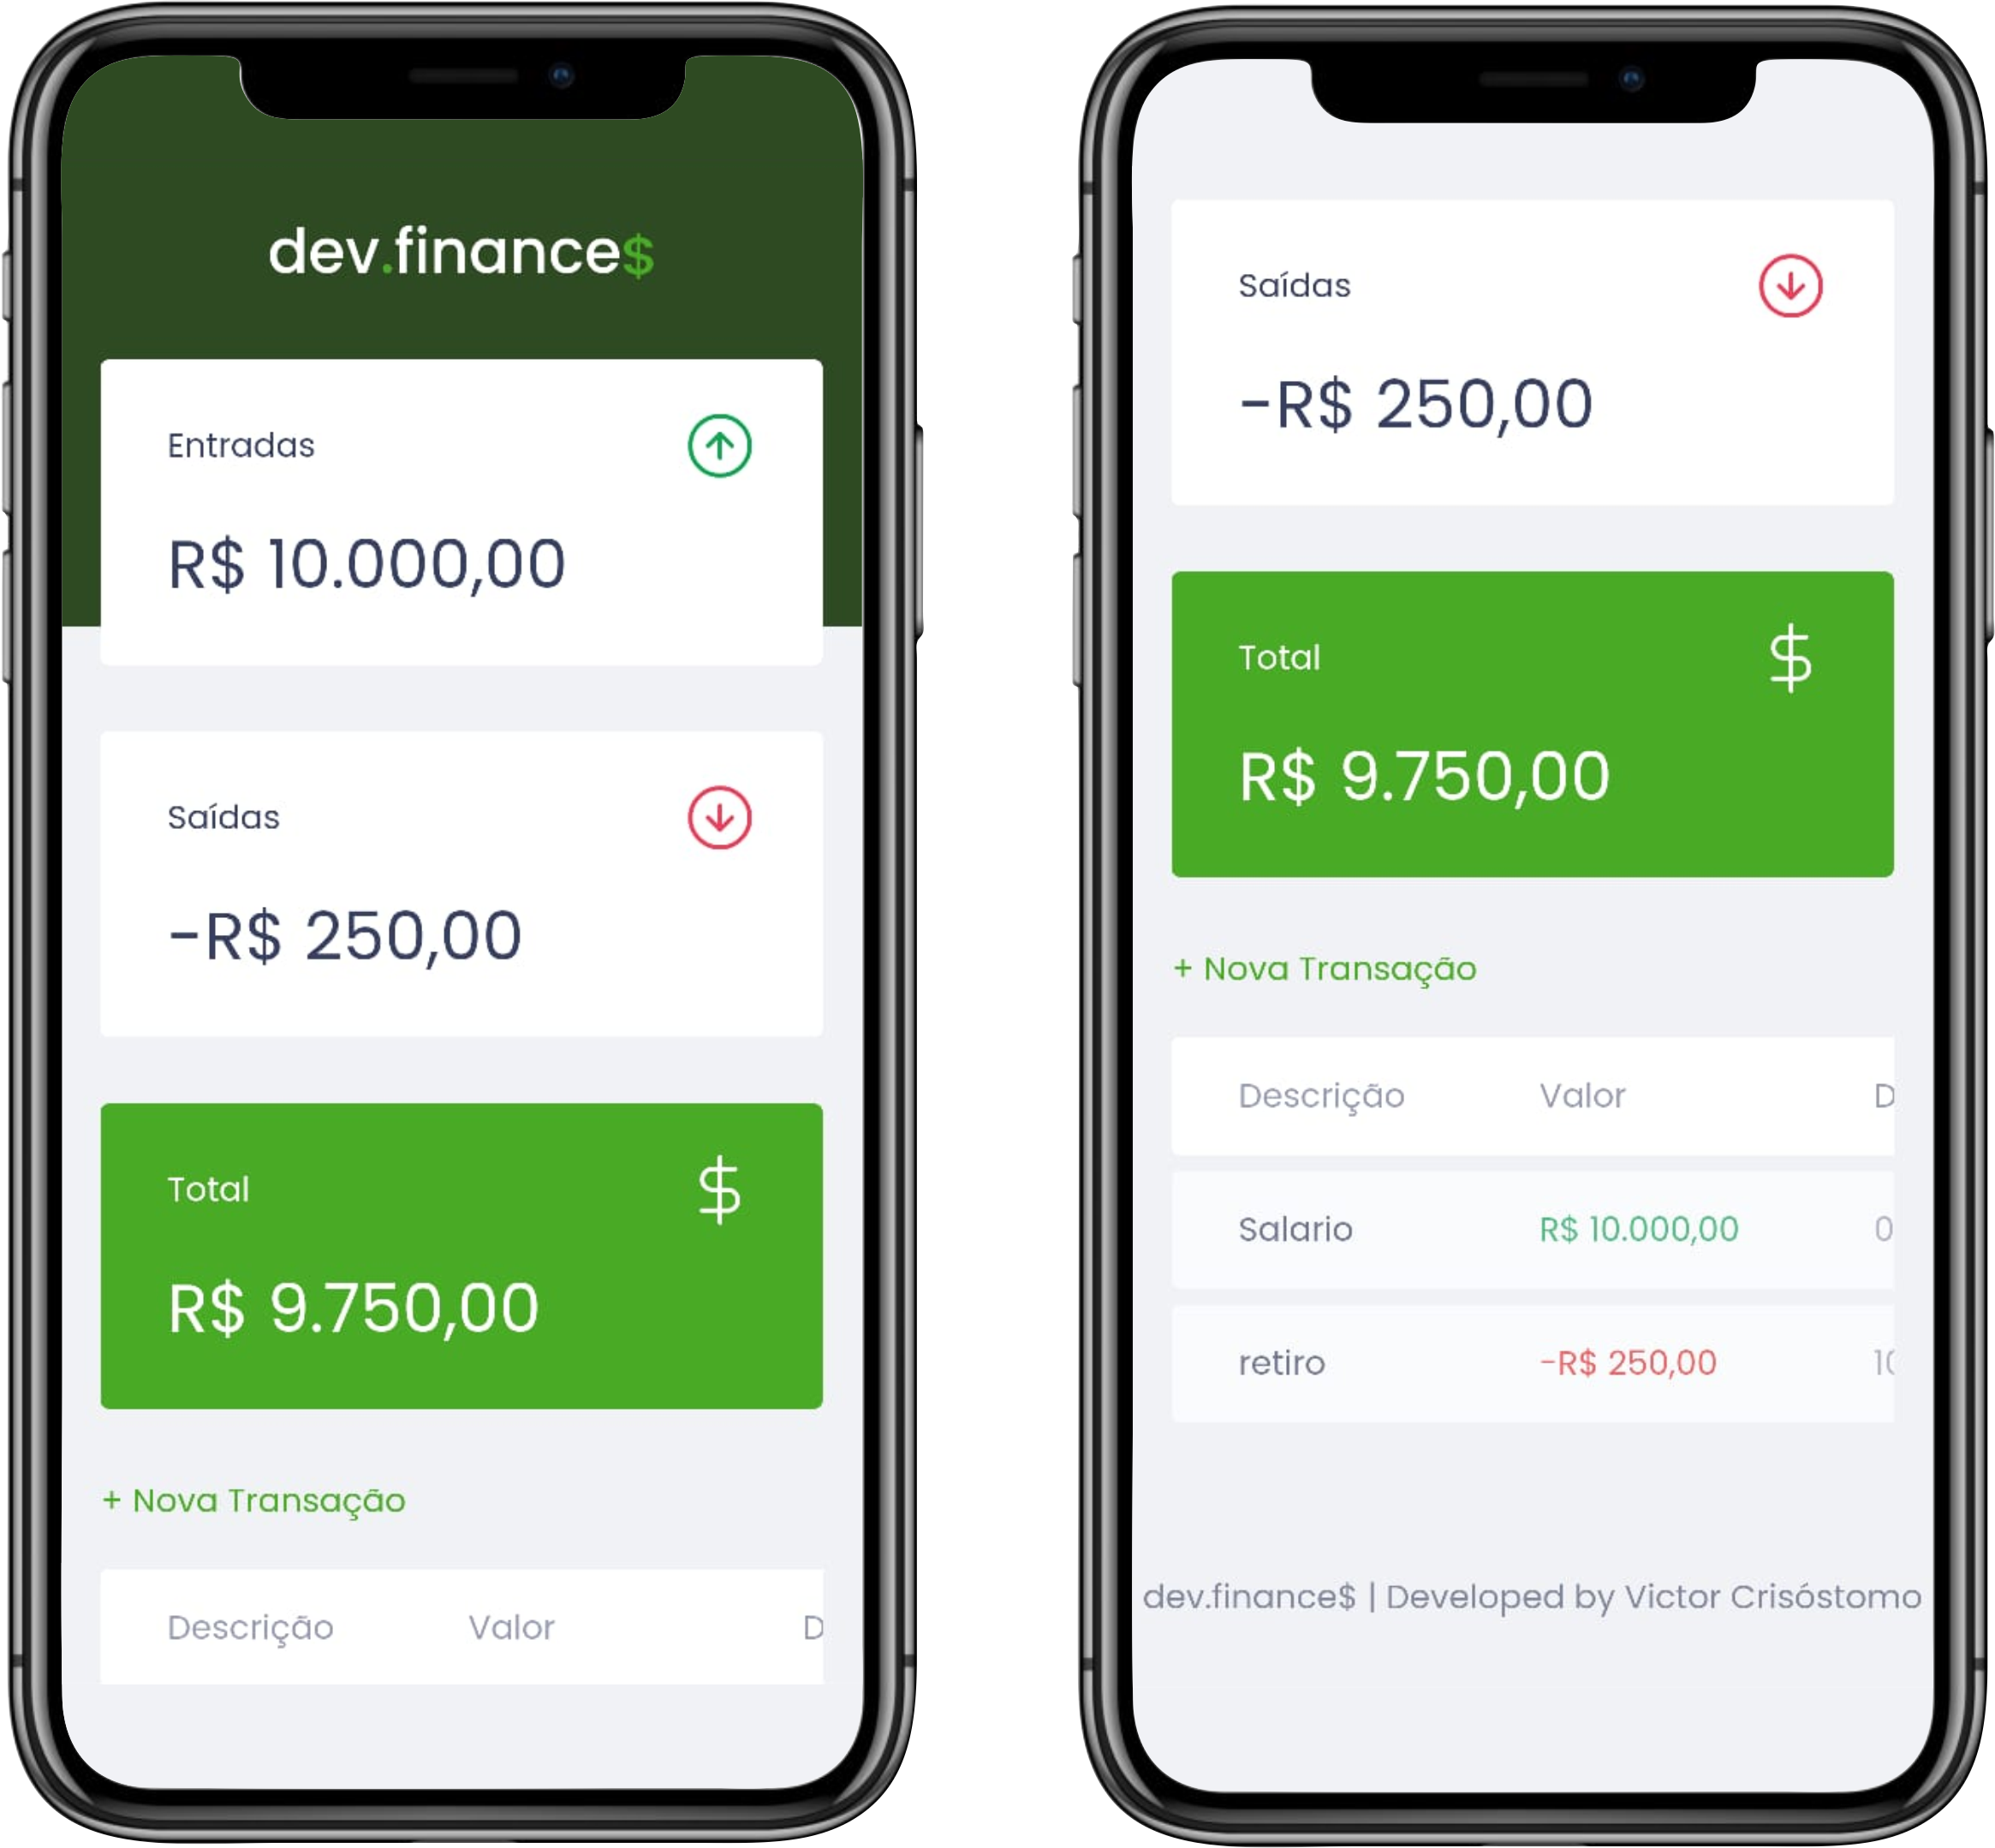 dev.finance$
Entradas
R$ 10.000,00
Saídas
-R$ 250,00
Total
$
R$ 9.750,00
+ Nova Transação
Descrição Valor D
Saídas
-R$ 250,00
Total
$
R$ 9.750,00
+ Nova Transação
Descrição Valor D
Salario R$ 10.000,00 0
retiro -R$ 250,00 10
dev.finance$ | Developed by Victor Crisóstomo